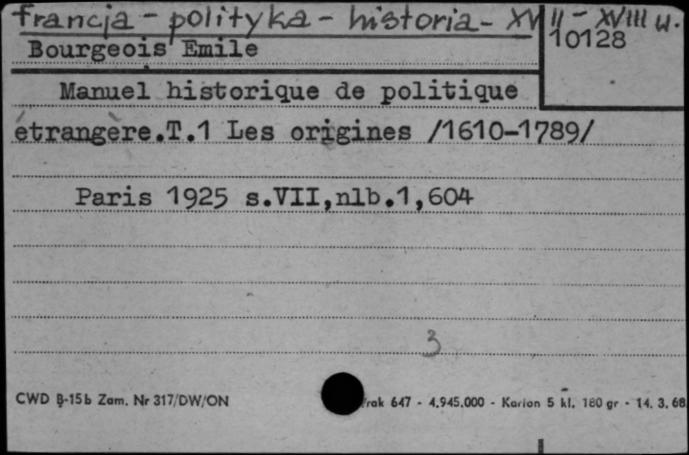 francja - polityka - historia - XVII - XVIII w.
Bourgeois Emile
10128
Manuel historique de politique
étrangère.T.1 Les origines /1610-1789/
Paris 1925 s.VII,nlb.1,604
3
CWD B-15b Zam. Nr 317/DW/ON
rak 647 - 4.945.000 - Karton 5 kl. 180 gr - 14. 3. 68